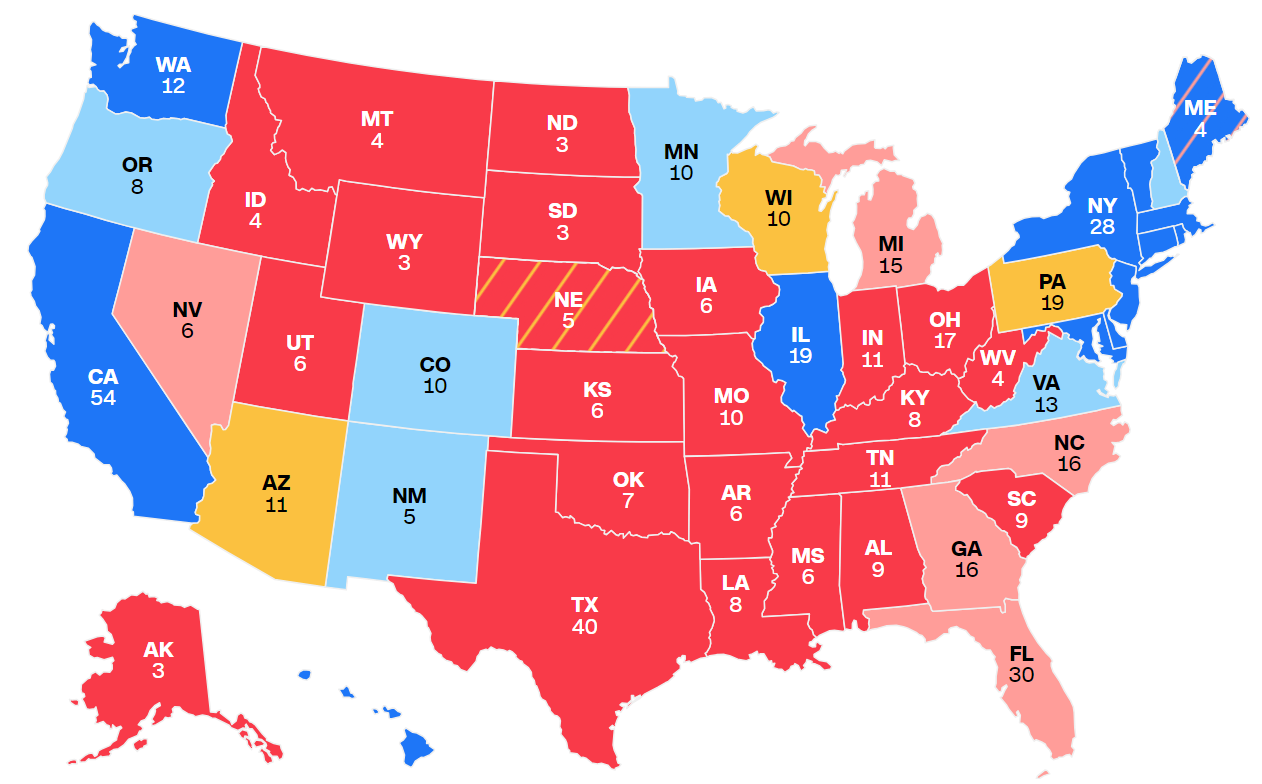 WA
12
OR
8
CA
54
NV
6
ID
4
MT
4
WY
3
UT
6
AZ
11
CO
10
NM
5
ND
3
SD
3
NE
5
KS
6
OK
7
TX
40
MN
10
IA
6
MO
10
AR
6
LA
8
WI
10
IL
19
MI
15
IN
11
OH
17
KY
8
TN
11
MS
6
AL
9
GA
16
FL
30
SC
9
NC
16
VA
13
WV
4
PA
19
NY
28
ME
4
AK
3